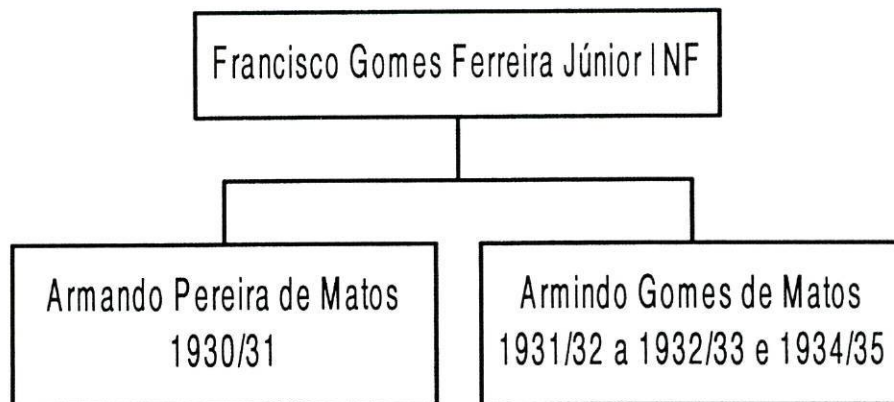 Francisco Gomes Ferreira Júnior INF
Armando Pereira de Matos
1930/31
Armindo Gomes de Matos
1931/32 a 1932/33 e 1934/35